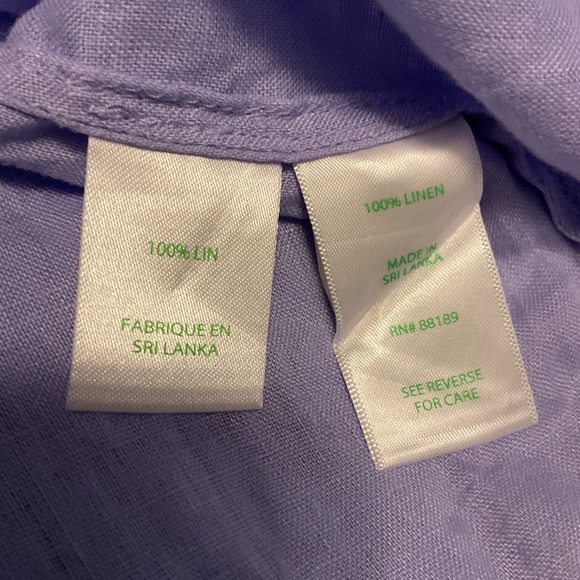 100% LIN
FABRIQUE EN
SRI LANKA
100% LINEN
MADE IN
SRI LANKA
RN# 88189
SEE REVERSE
FOR CARE